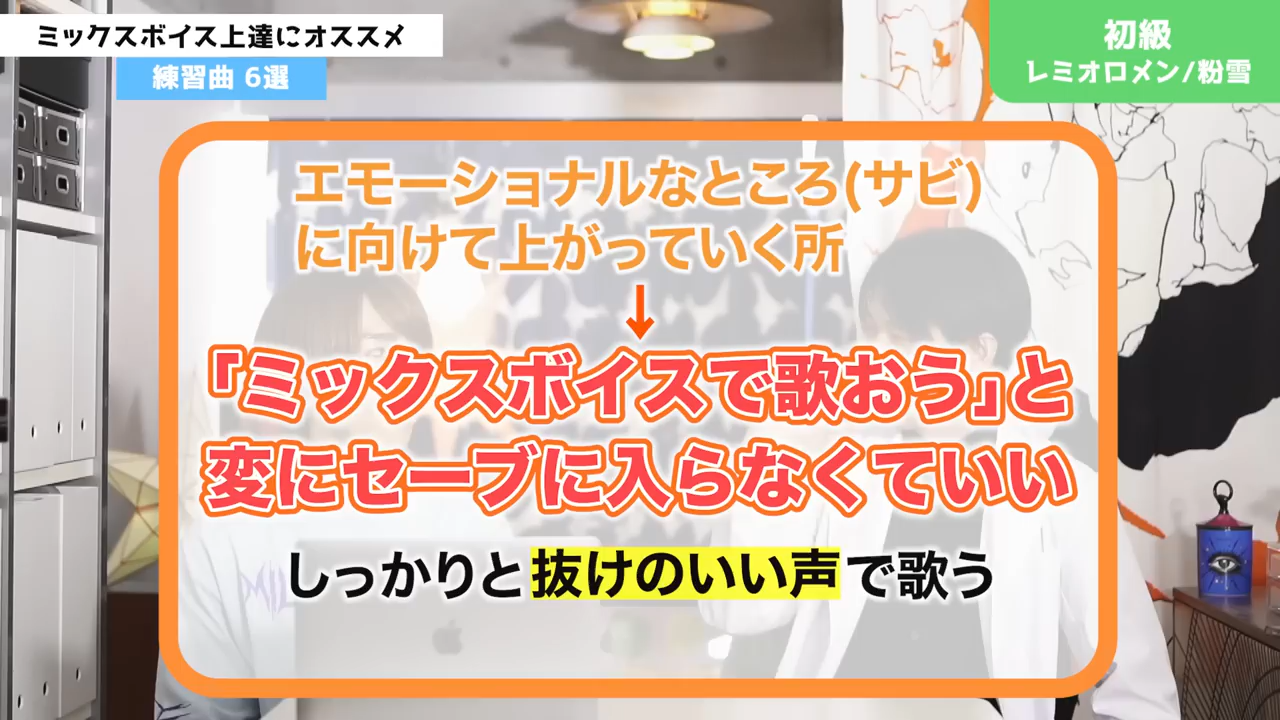 ミックスボイス上達にオススメ
練習曲 6選
初級
レミオロメン/粉雪
エモーショナルなところ(サビ)
に向けて上がっていく所
↓
「ミックスボイスで歌おう」と
変にセーブに入らなくていい
しっかりと抜けのいい声で歌う